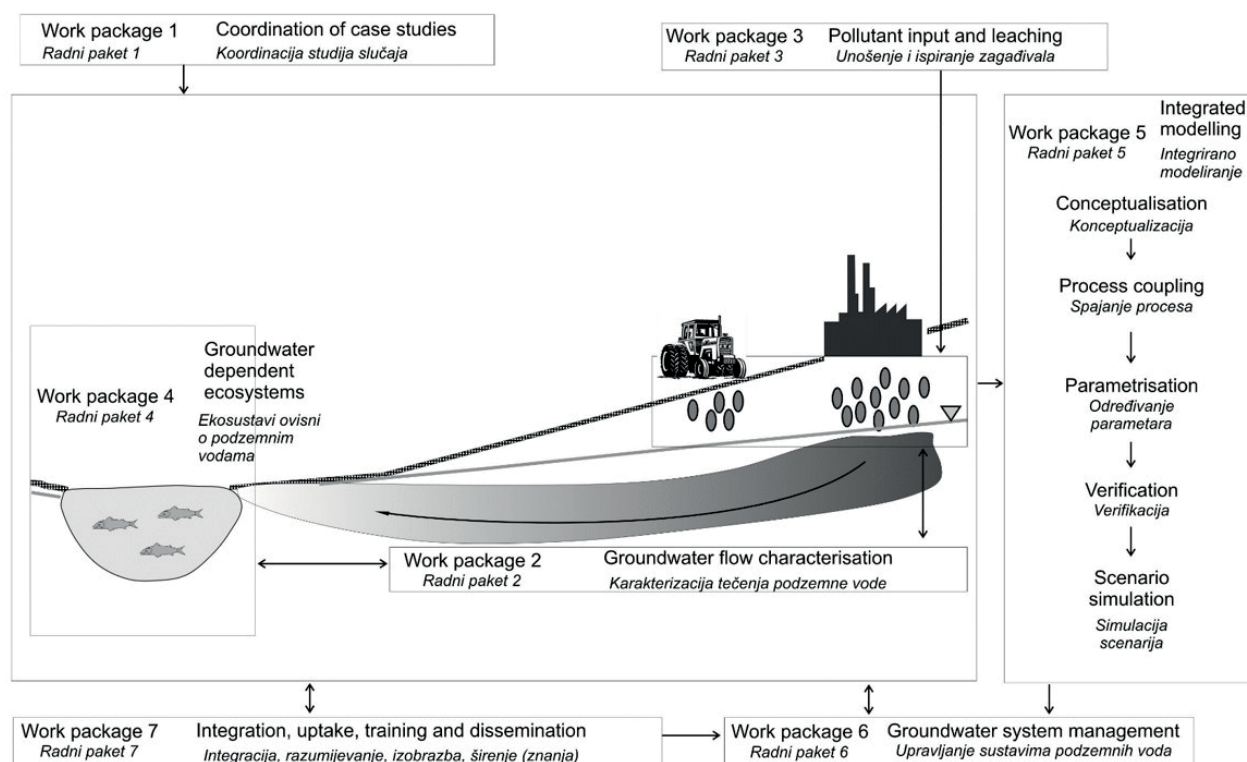 Work package 1 Coordination of case studies
Radni paket 1 Koordinacija studija slučaja
Work package 3 Pollutant input and leaching
Radni paket 3 Unošenje i ispiranje zagađivala
Work package 5
Radni paket 5
Integrated
modelling
Integrirano
modeliranje
Conceptualisation
Konceptualizacija
Process coupling
Spajanje procesa
Parametrisation
Određivanje
parametara
Verification
Verifikacija
Scenario
simulation
Simulacija
scenarija
Work package 4
Radni paket 4
Groundwater
dependent
ecosystems
Ekosustavi ovisni
o podzemnim
vodama
Work package 2 Groundwater flow characterisation
Radni paket 2 Karakterizacija tečenja podzemne vode
Work package 7 Integration, uptake, training and dissemination
Radni paket 7 Integracija, razumijevanje, izobrazba, širenje (znanja)
Work package 6 Groundwater system management
Radni paket 6 Upravljanje sustavima podzemnih voda